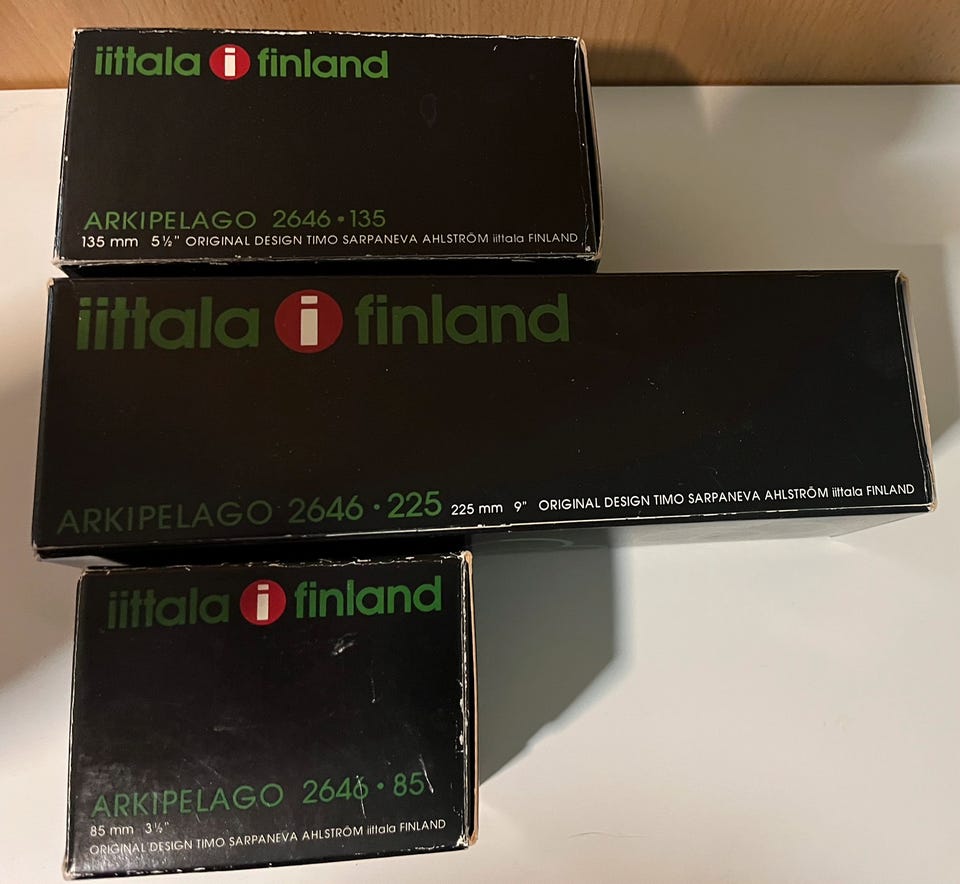 iittala i finland
ARKIPELAGO 2646•135
135 mm 5½" ORIGINAL DESIGN TIMO SARPANEVA AHLSTRÖM iittala FINLAND
iittala i finland
ARKIPELAGO 2646•225 225 mm 9" ORIGINAL DESIGN TIMO SARPANEVA AHLSTRÖM iittala FINLAND
iittala i finland
ARKIPELAGO 2646•85
85 mm 3½"
ORIGINAL DESIGN TIMO SARPANEVA AHLSTRÖM iittala FINLAND